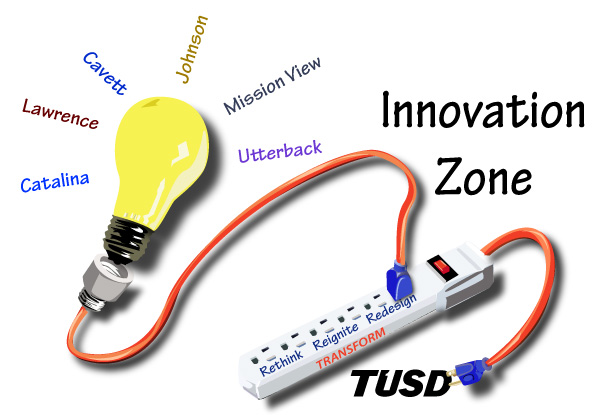 Johnson
Cavett
Mission View
Lawrence
Utterback
Catalina
Innovation
Zone
Rethink Reignite Redesign
TRANSFORM
TUSD